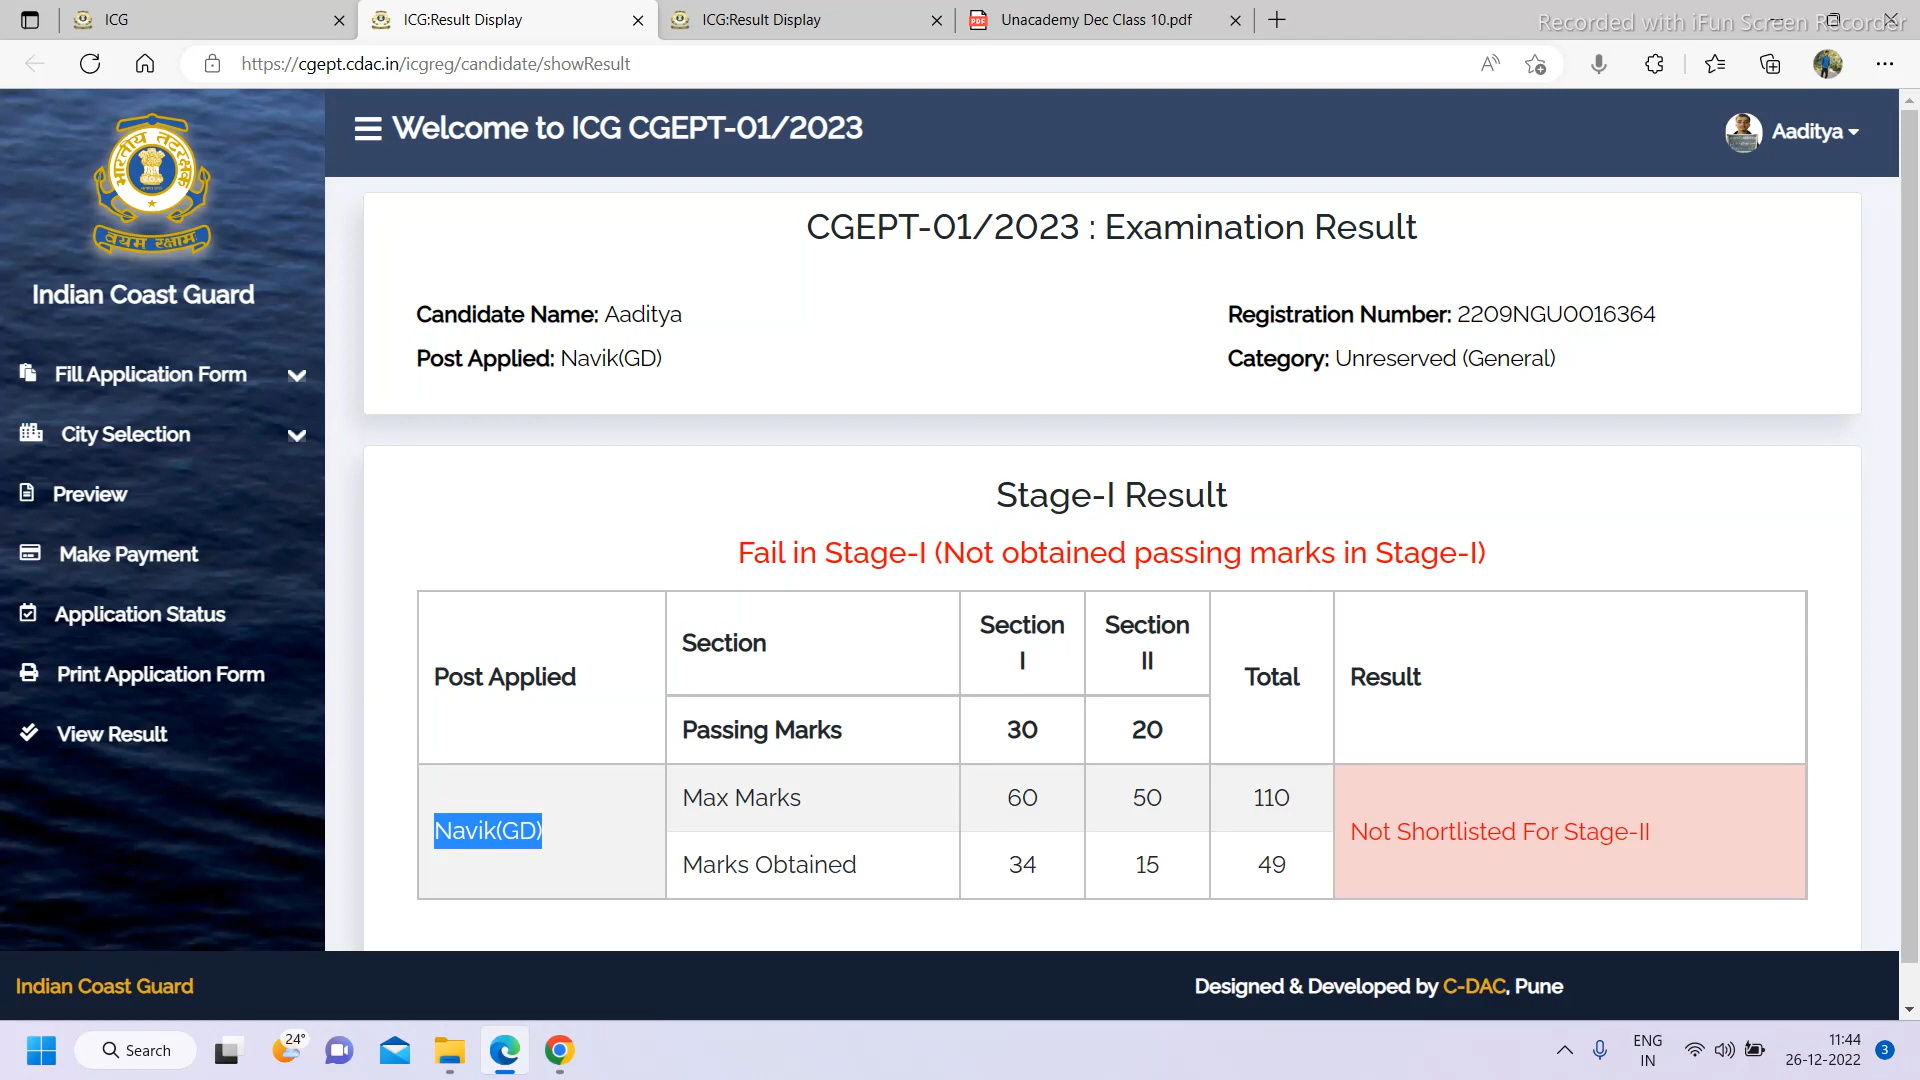 ICG
ICG:Result Display
ICG:Result Display
PDF
Unacademy Dec Class 10.pdf
Recorded with iFun Screen Recorder
https://cgept.cdac.in/icgreg/candidate/showResult
भारतीय तटरक्षक
वयम रक्षामः
Indian Coast Guard
Fill Application Form
City Selection
Preview
Make Payment
Application Status
Print Application Form
View Result
Welcome to ICG CGEPT-01/2023
Aaditya
CGEPT-01/2023 : Examination Result
Candidate Name: Aaditya
Registration Number: 2209NGU0016364
Post Applied: Navik(GD)
Category: Unreserved (General)
Stage-I Result
Fail in Stage-I (Not obtained passing marks in Stage-I)
Post Applied
Section
Section I
Section II
Total
Result
Passing Marks 30 20
Navik(GD)
Max Marks 60 50 110
Not Shortlisted For Stage-II
Marks Obtained 34 15 49
Indian Coast Guard
Designed & Developed by C-DAC, Pune
Search
24°
ENG
IN
11:44
26-12-2022
3